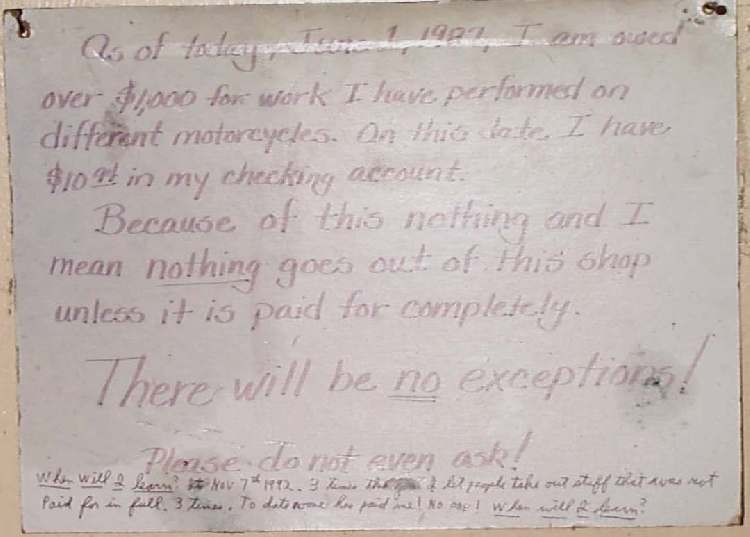 As of today, June 1, 1987, I am owed
over $1,000 for work I have performed on
different motorcycles. On this date I have
$10 in my checking account.
Because of this nothing and I
mean nothing goes out of this shop
unless it is paid for completely.
There will be no exceptions!
Please do not even ask!
When will I learn? Nov 7th 1992. 3 times this I let people take out stuff that was not
Paid for in full. 3 times. To date none has paid me! No one! When will I learn?